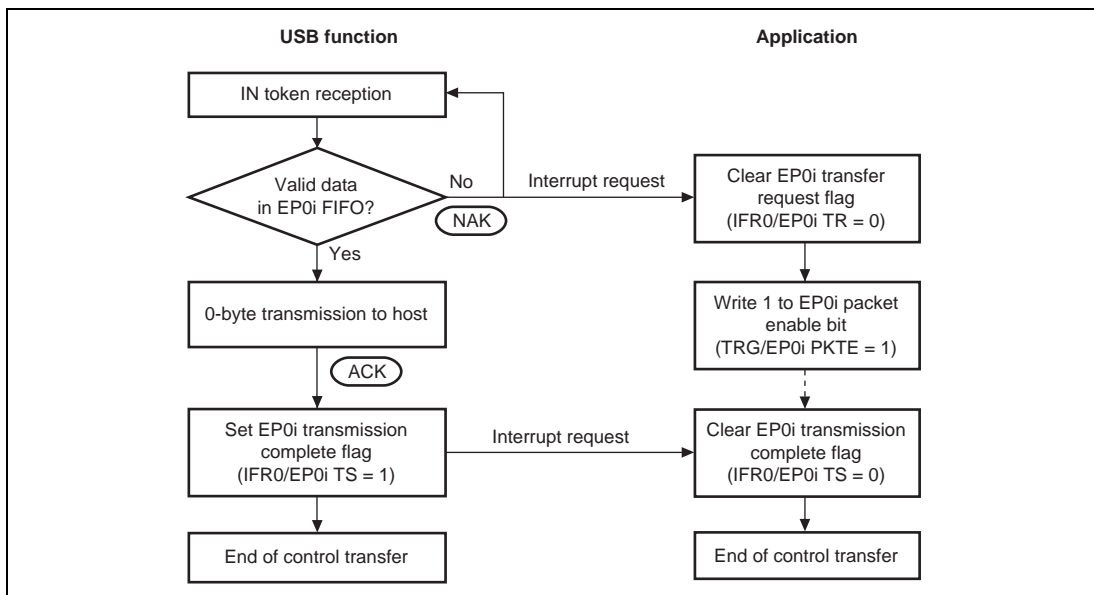 USB function
Application
IN token reception
Valid data
in EP0i FIFO?
No
NAK
Interrupt request
Clear EP0i transfer
request flag
(IFR0/EP0i TR = 0)
Yes
0-byte transmission to host
Write 1 to EP0i packet
enable bit
(TRG/EP0i PKTE = 1)
ACK
Set EP0i transmission
complete flag
(IFR0/EP0i TS = 1)
Interrupt request
Clear EP0i transmission
complete flag
(IFR0/EP0i TS = 0)
End of control transfer
End of control transfer